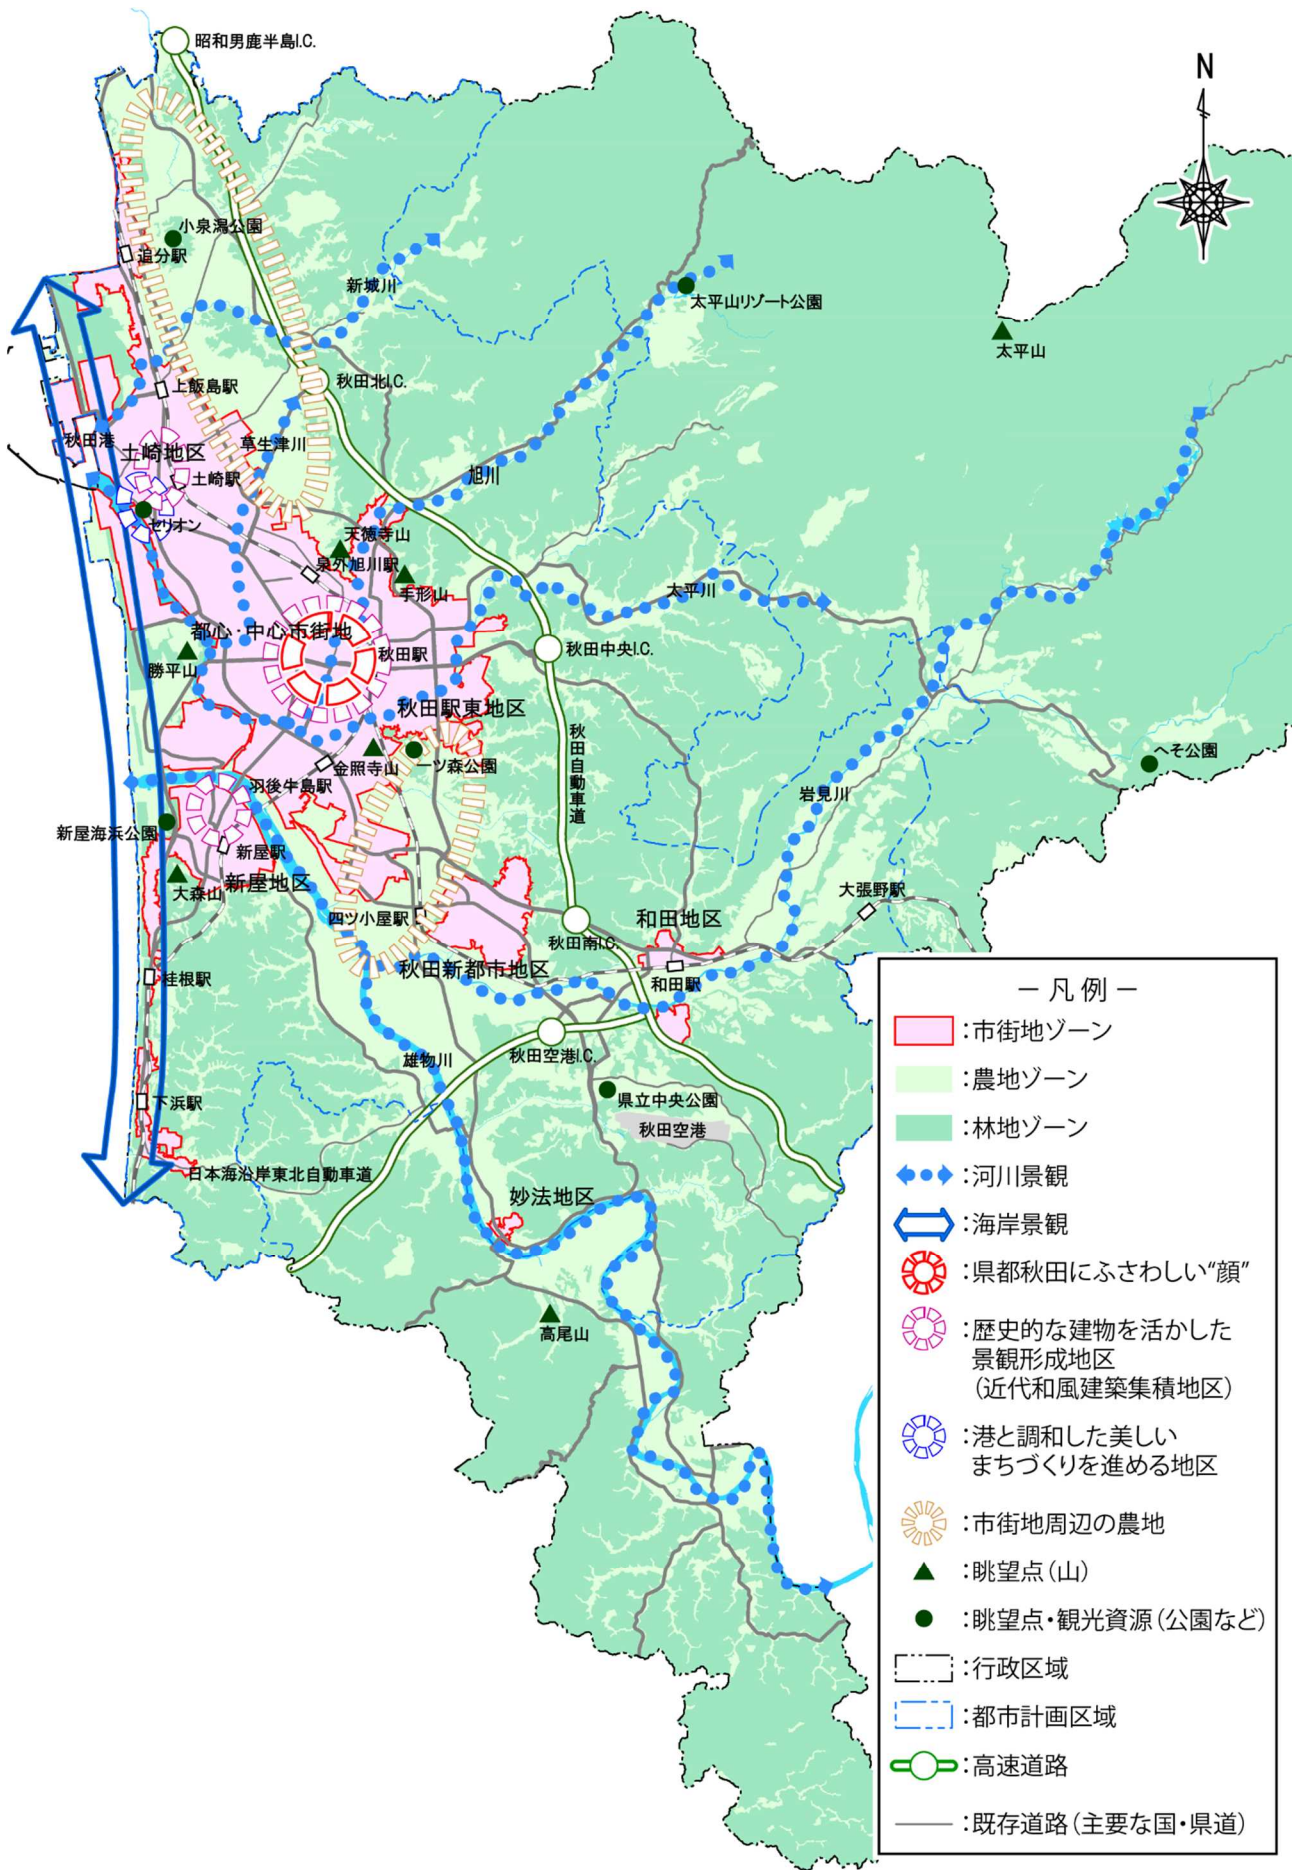 昭和男鹿半島I.C.
N
小泉潟公園
追分駅
新城川
太平山リゾート公園
太平山
秋田北I.C.
上飯島駅
秋田港
土崎地区
草生津川
土崎駅
旭川
セリオン
天徳寺山
泉外旭川駅
手形山
太平川
都心・中心市街地
秋田駅
秋田中央I.C.
勝平山
秋田駅東地区
秋田自動車道
金照寺山
一ツ森公園
へそ公園
羽後牛島駅
岩見川
新屋海浜公園
新屋駅
大森山
新屋地区
大張野駅
四ツ小屋駅
和田地区
秋田南I.C.
秋田新都市地区
和田駅
桂根駅
雄物川
秋田空港I.C.
県立中央公園
下浜駅
秋田空港
日本海沿岸東北自動車道
妙法地区
高尾山
－ 凡 例 －
:市街地ゾーン
:農地ゾーン
:林地ゾーン
:河川景観
:海岸景観
:県都秋田にふさわしい“顔”
:歴史的な建物を活かした
景観形成地区
（近代和風建築集積地区）
:港と調和した美しい
まちづくりを進める地区
:市街地周辺の農地
:眺望点（山）
:眺望点・観光資源（公園など）
:行政区域
:都市計画区域
:高速道路
:既存道路（主要な国・県道）